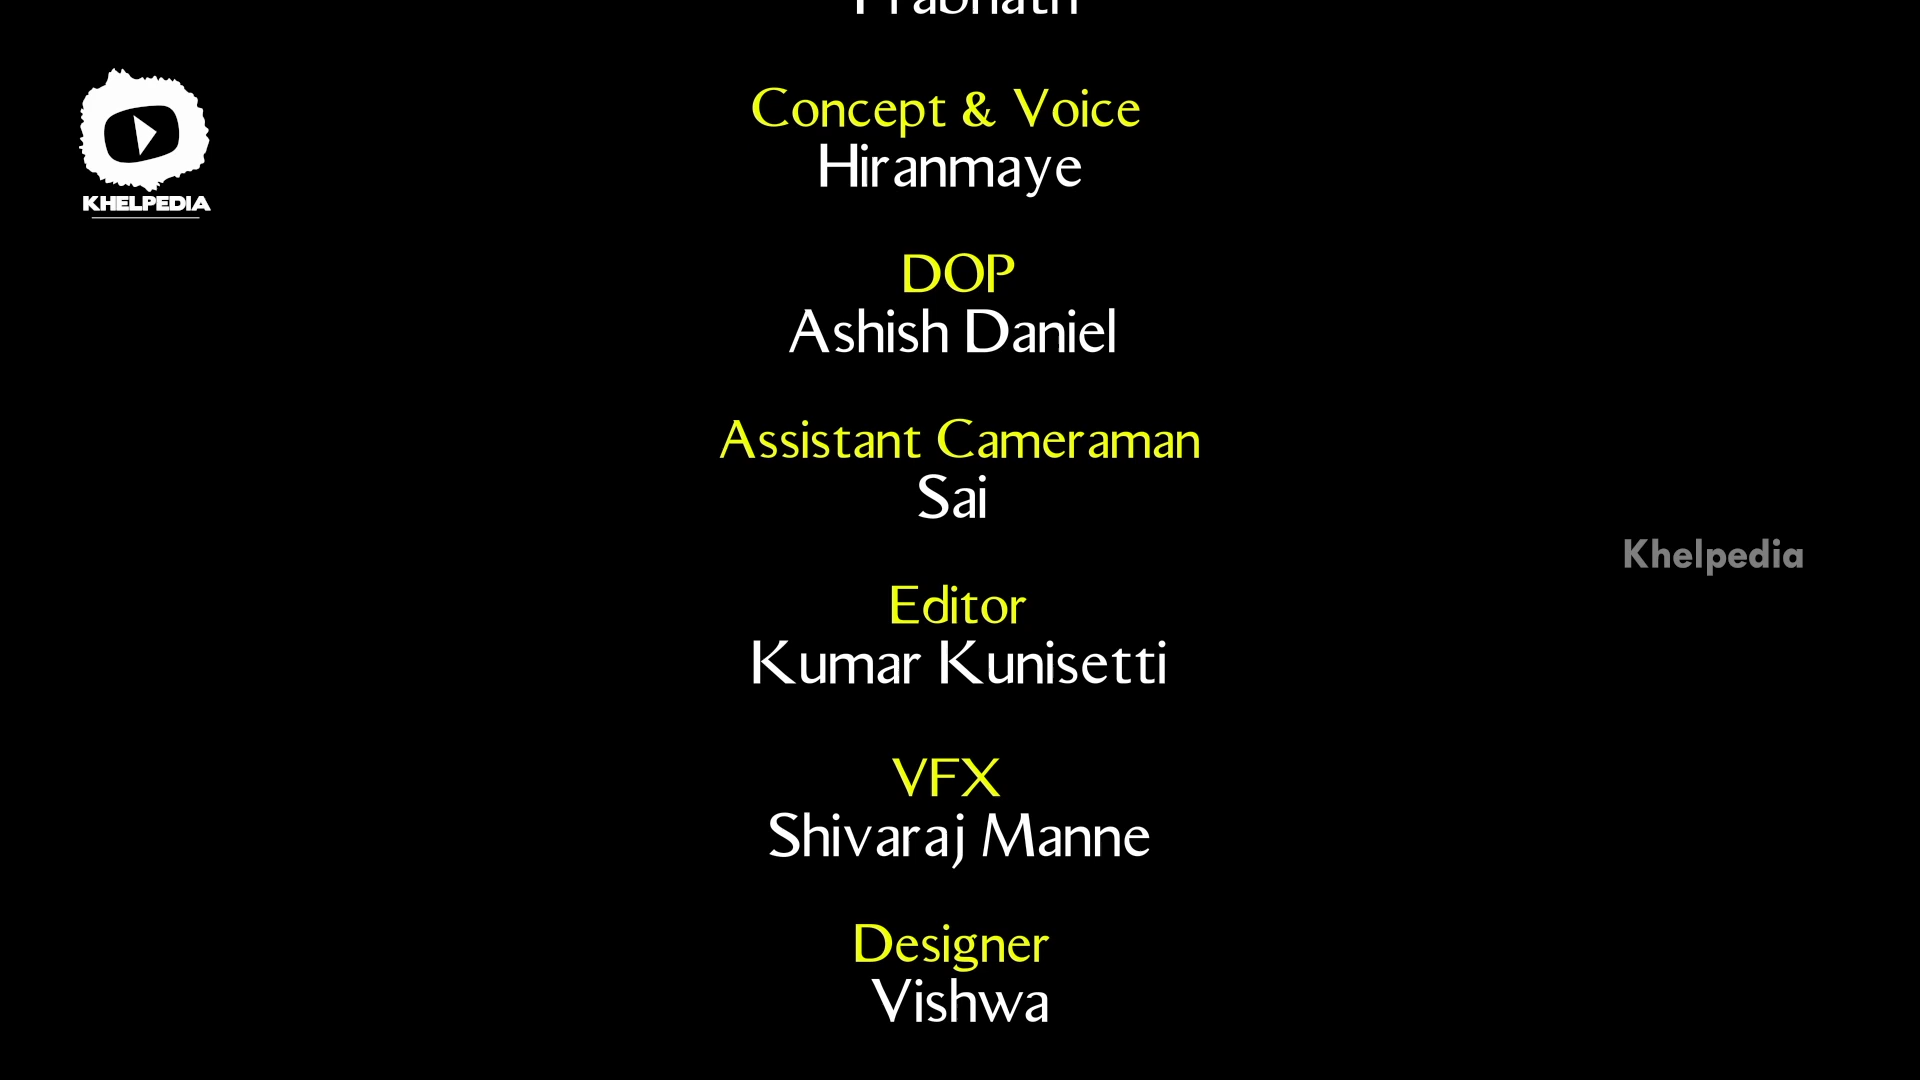 Prabhath
Concept & Voice
Hiranmaye
KHELPEDIA
DOP
Ashish Daniel
Assistant Cameraman
Sai
Khelpedia
Editor
Kumar Kunisetti
VFX
Shivaraj Manne
Designer
Vishwa